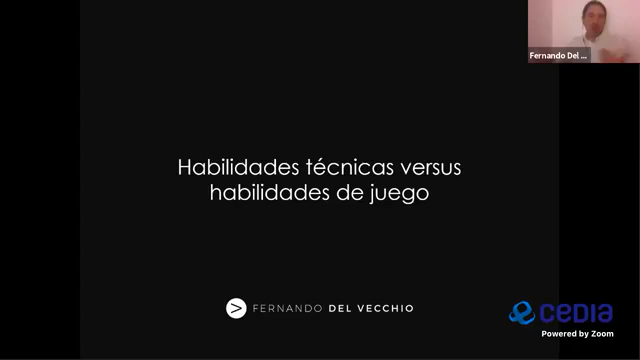 Fernando Del ...
Habilidades técnicas versus
habilidades de juego
> FERNANDO DEL VECCHIO
CEDIA
Powered by Zoom